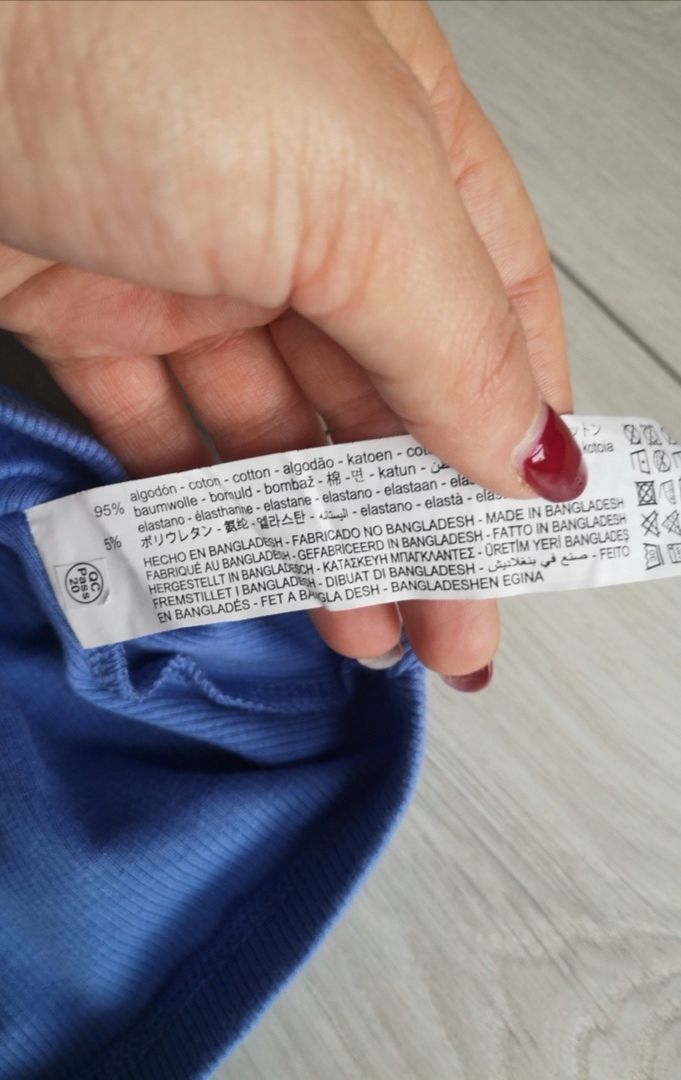 95% algodón - coton - cotton - algodão - katoen -
baumwolle - bomuld - bombaž - 棉 - 면 - katun - kotoia
elastano - élasthanne - elastane - elastano - elastaan -
5% ポリウレタン - 氨纶 - 엘라스탄 - اليستان - elastano - elastà -
HECHO EN BANGLADESH - FABRICADO NO BANGLADESH - MADE IN BANGLADESH
FABRIQUÉ AU BANGLADESH - GEFABRICEERD IN BANGLADESH - FATTO IN BANGLADESH
HERGESTELLT IN BANGLADESCH - ΚΑΤΑΣΚΕΥΗ ΜΠΑΓΚΛΑΝΤΕΣ - ÜRETİM YERİ BANGLADEŞ
FREMSTILLET I BANGLADESH - DIBUAT DI BANGLADESH - صنع في بنغلاديش - FEITO
EN BANGLADÉS - FET A BANGLA DESH - BANGLADESHEN EGINA
QC
Pass
20